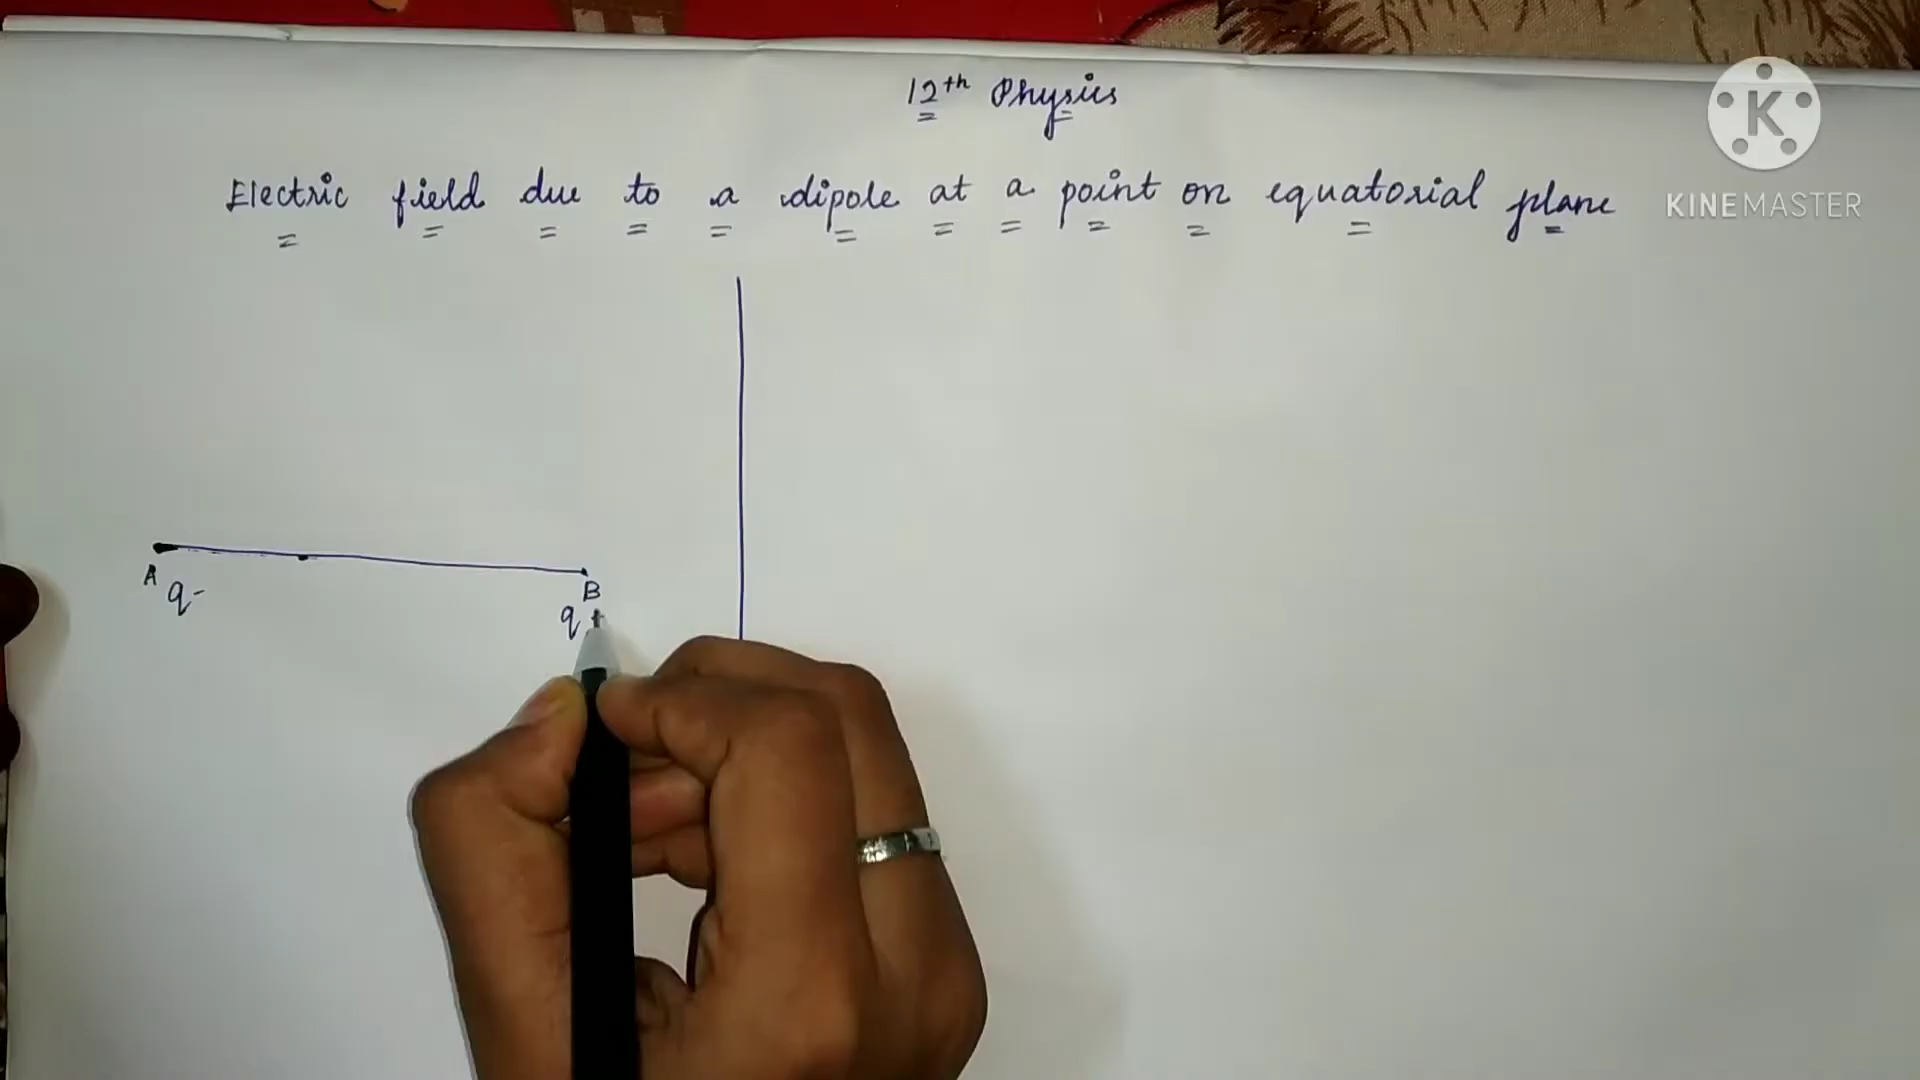 12th Physics
Electric field due to a dipole at a point on equatorial plane
K
KINEMASTER
A
q-
B
q +